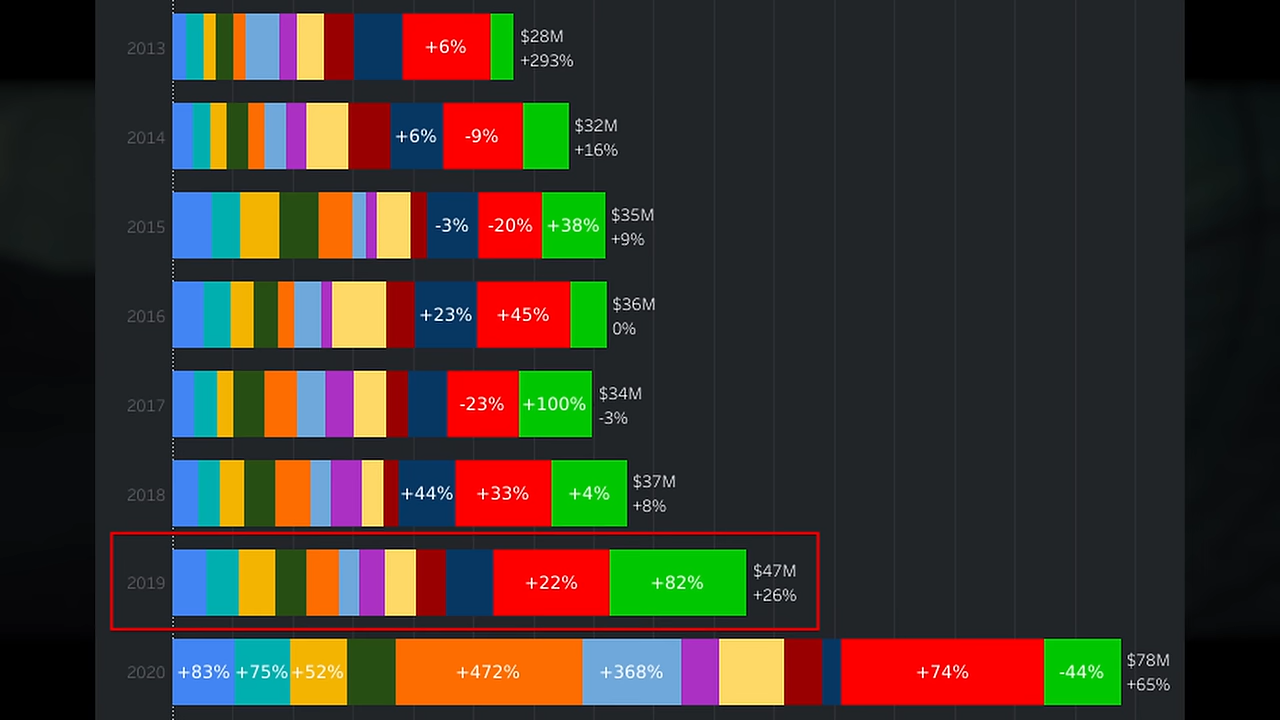 2013 +6% $28M
+293%
2014 +6% -9% $32M
+16%
2015 -3% -20% +38% $35M
+9%
2016 +23% +45% $36M
0%
2017 -23% +100% $34M
-3%
2018 +44% +33% +4% $37M
+8%
2019 +22% +82% $47M
+26%
2020 +83% +75% +52% +472% +368% +74% -44% $78M
+65%